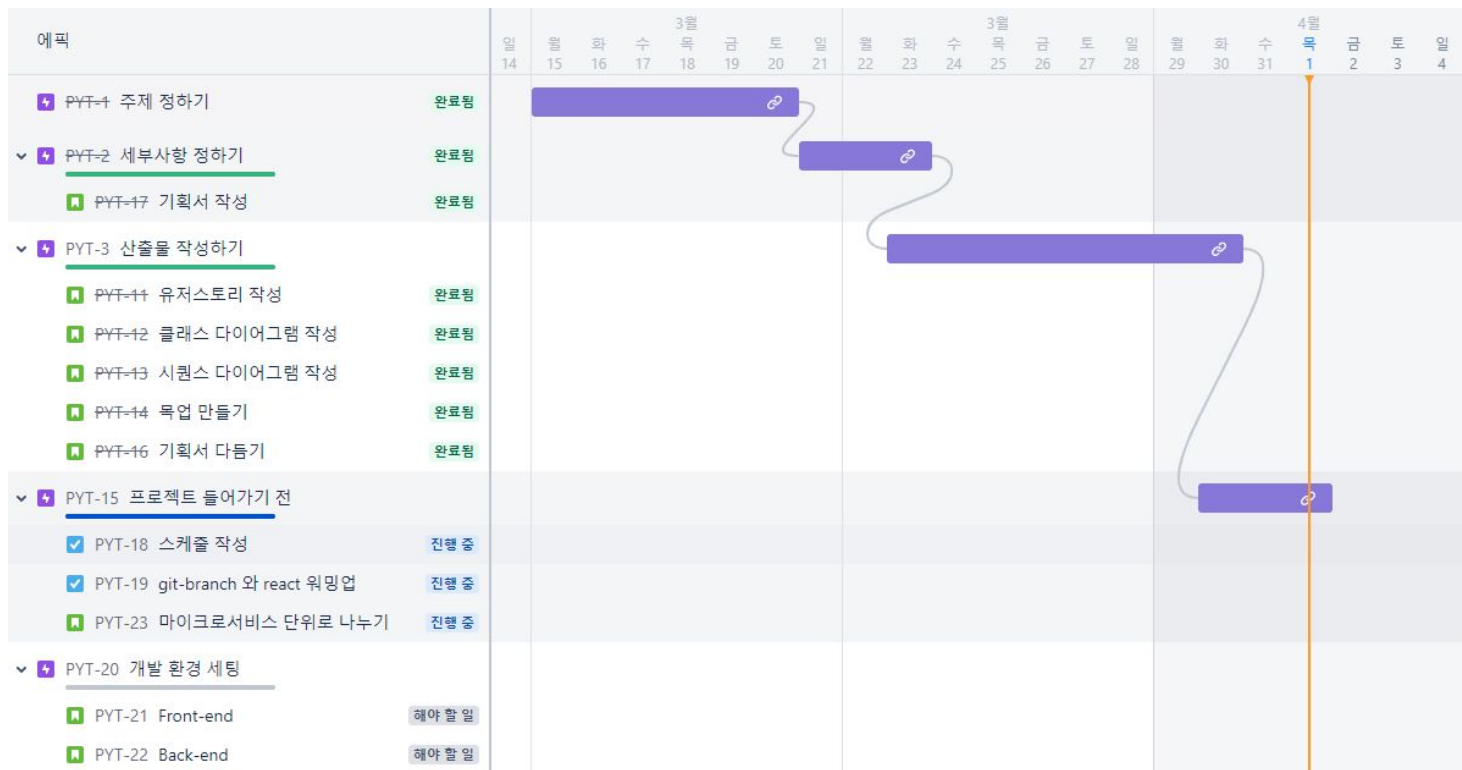 에픽
3월 3월 4월
일 월 화 수 목 금 토 일 월 화 수 목 금 토 일 월 화 수 목 금 토 일
14 15 16 17 18 19 20 21 22 23 24 25 26 27 28 29 30 31 1 2 3 4
PYT-1 주제 정하기 완료됨
PYT-2 세부사항 정하기 완료됨
PYT-17 기획서 작성 완료됨
PYT-3 산출물 작성하기
PYT-11 유저스토리 작성 완료됨
PYT-12 클래스 다이어그램 작성 완료됨
PYT-13 시퀀스 다이어그램 작성 완료됨
PYT-14 목업 만들기 완료됨
PYT-16 기획서 다듬기 완료됨
PYT-15 프로젝트 들어가기 전
PYT-18 스케줄 작성 진행 중
PYT-19 git-branch 와 react 워밍업 진행 중
PYT-23 마이크로서비스 단위로 나누기 진행 중
PYT-20 개발 환경 세팅
PYT-21 Front-end 해야 할 일
PYT-22 Back-end 해야 할 일